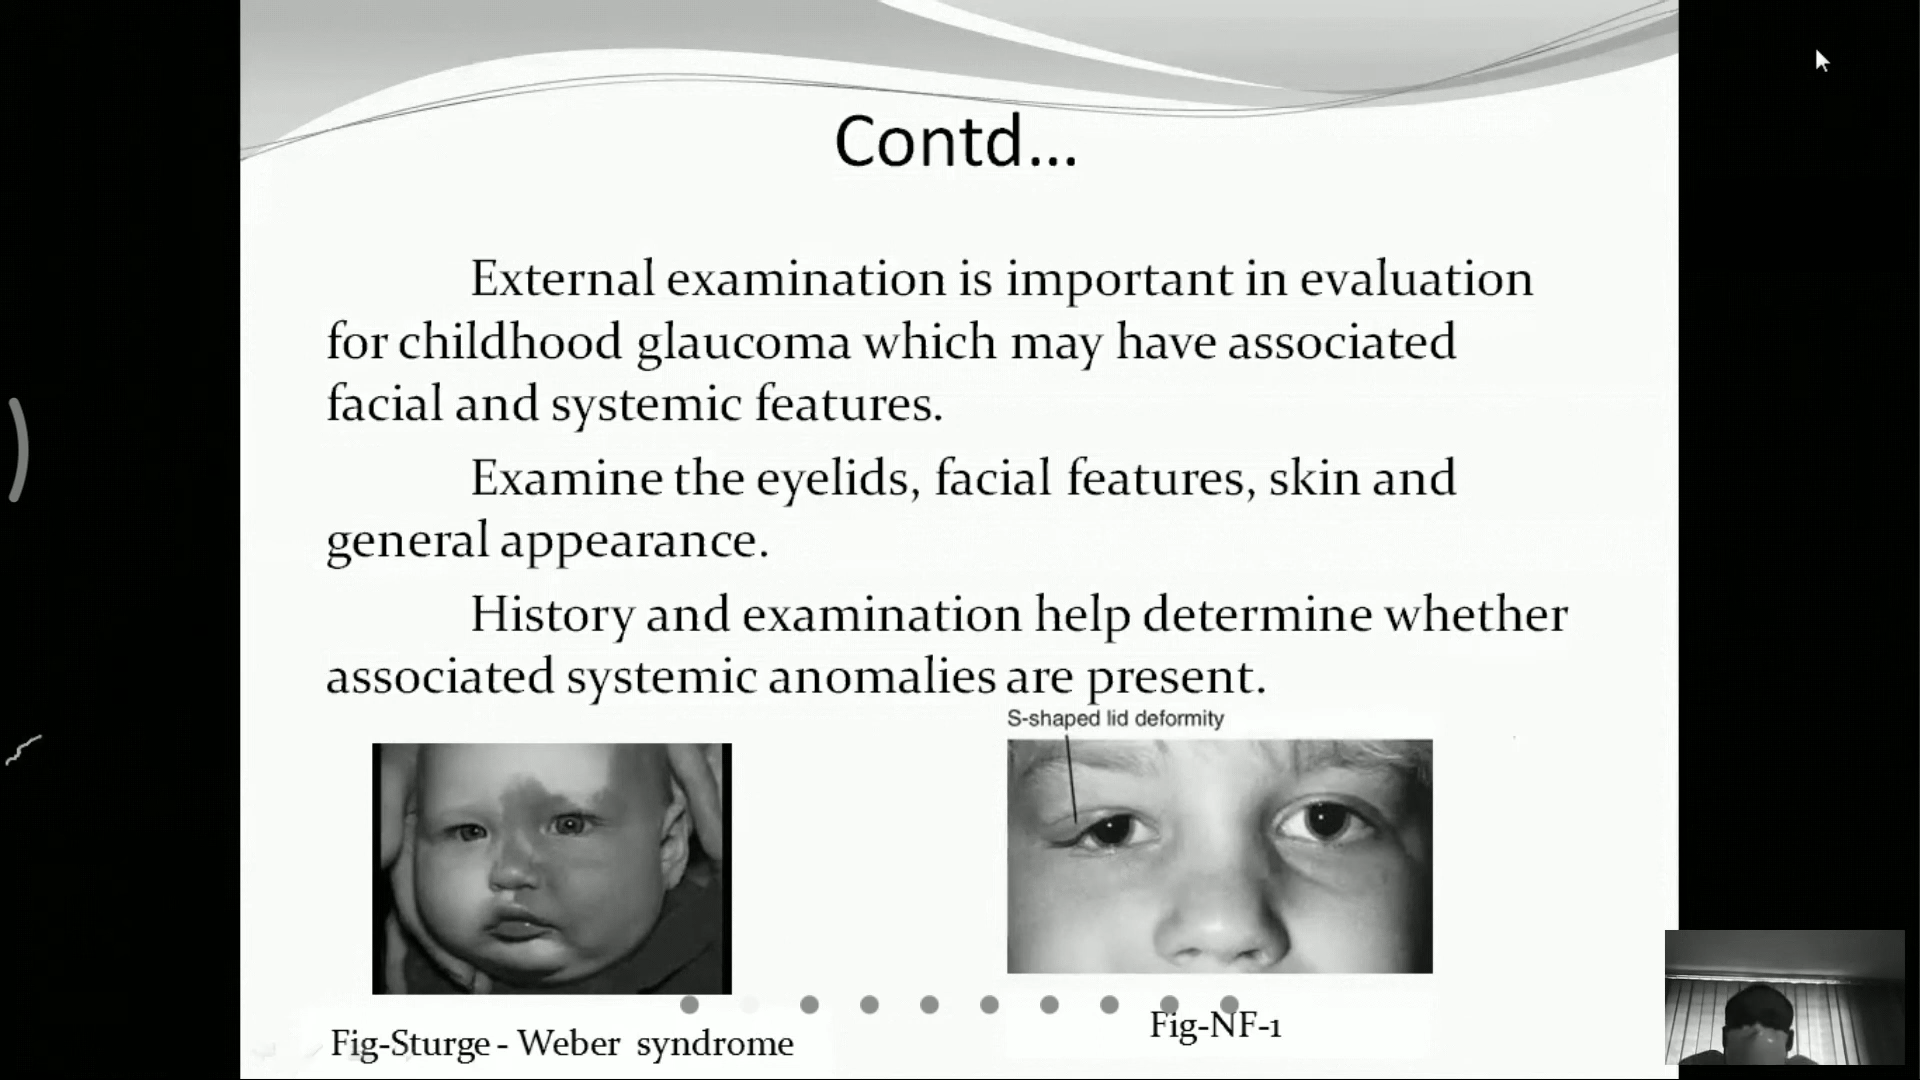 Contd...
External examination is important in evaluation
for childhood glaucoma which may have associated
facial and systemic features.
Examine the eyelids, facial features, skin and
general appearance.
History and examination help determine whether
associated systemic anomalies are present.
S-shaped lid deformity
Fig-Sturge - Weber syndrome
Fig-NF-1